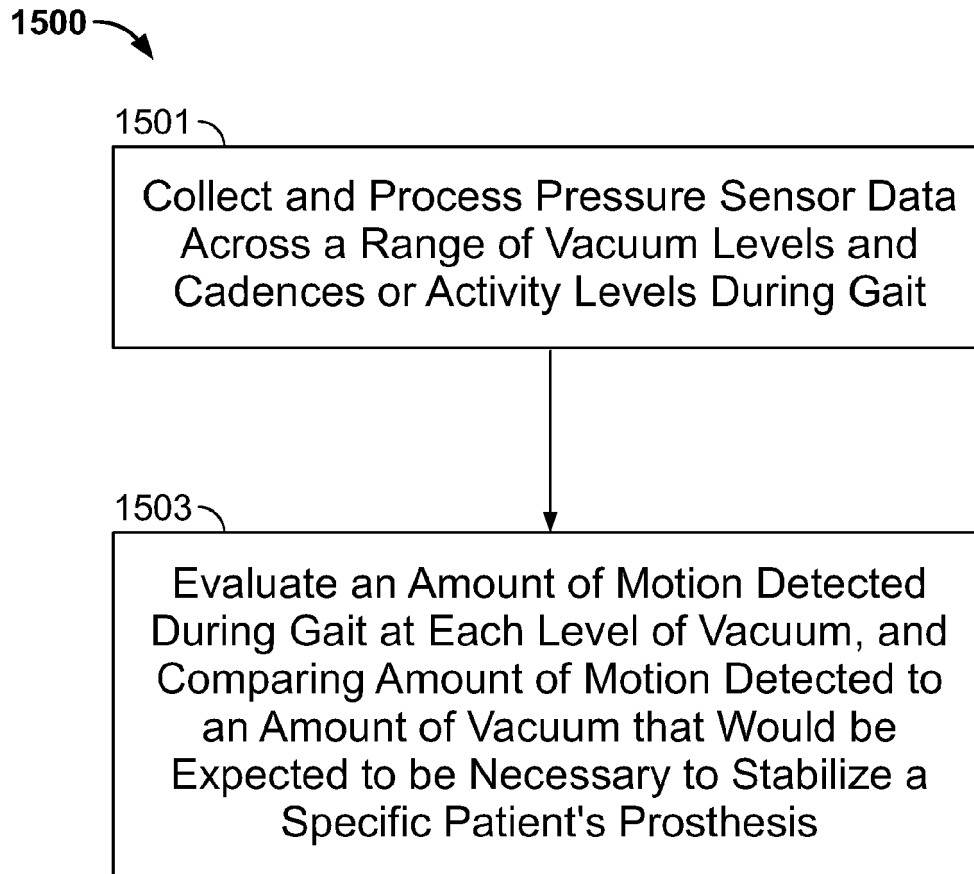 1500
1501
Collect and Process Pressure Sensor Data
Across a Range of Vacuum Levels and
Cadences or Activity Levels During Gait
1503
Evaluate an Amount of Motion Detected
During Gait at Each Level of Vacuum, and
Comparing Amount of Motion Detected to
an Amount of Vacuum that Would be
Expected to be Necessary to Stabilize a
Specific Patient's Prosthesis